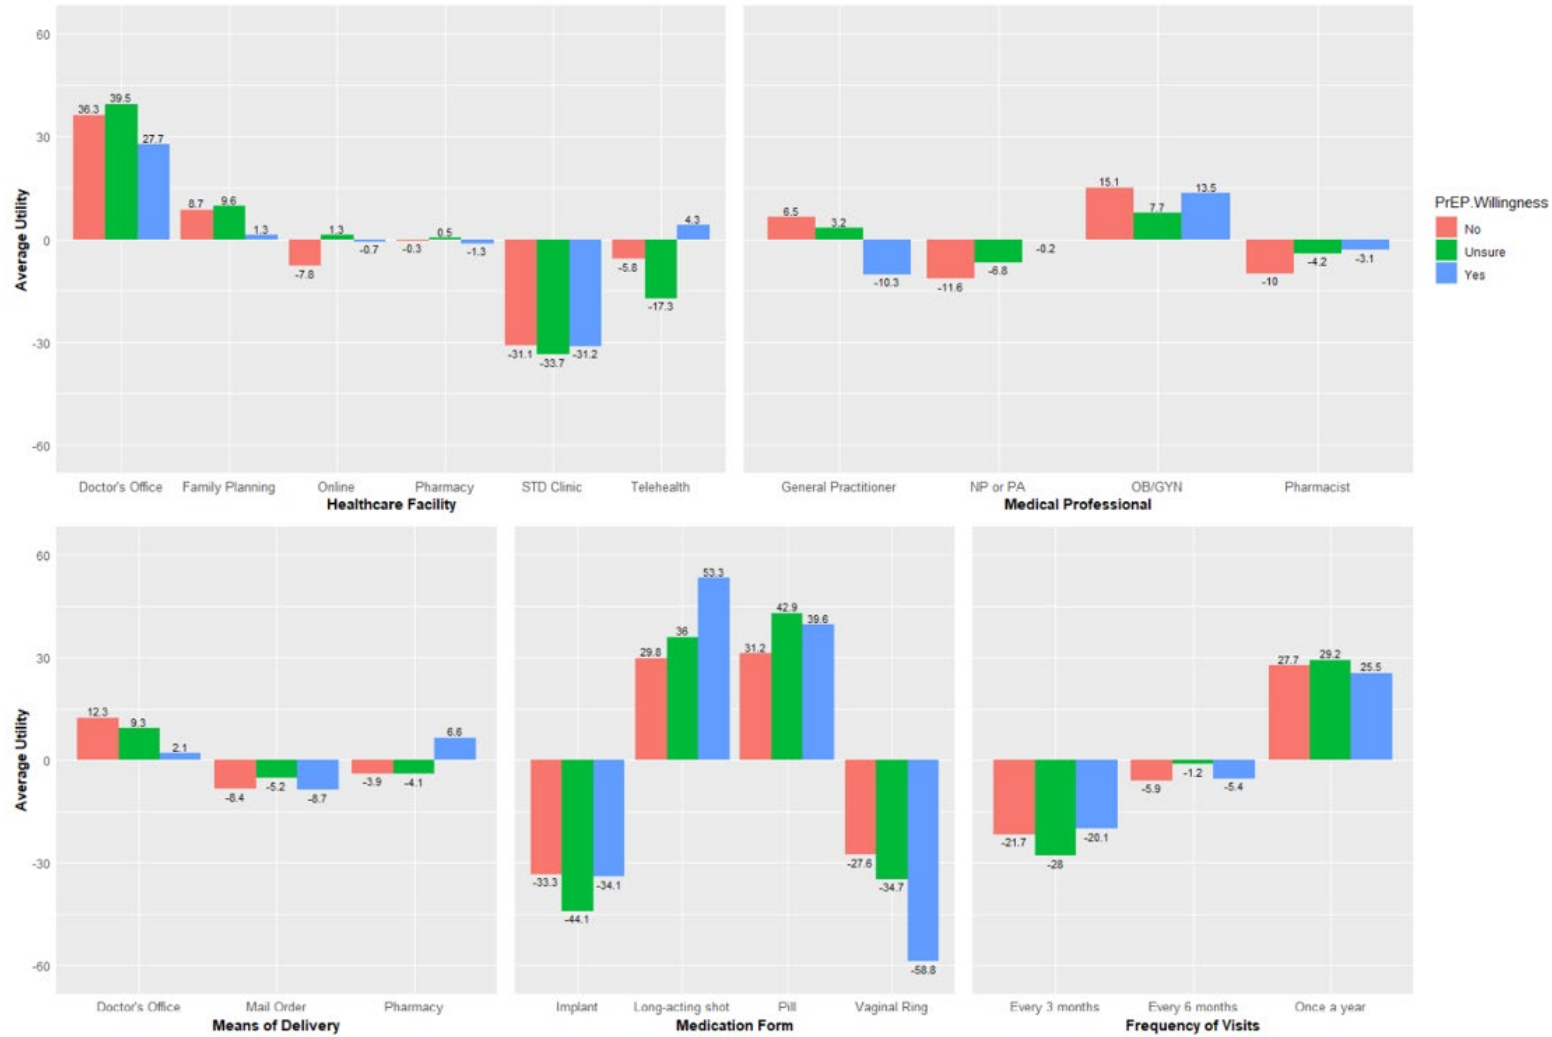 60
30
0
-30
-60
Average Utility
36.3 39.5 27.7
8.7 9.6 1.3
-7.8 1.3 -0.7
-0.3 0.5 -1.3
-31.1 -33.7 -31.2
-5.8 -17.3 4.3
Doctor's Office Family Planning Online Pharmacy STD Clinic Telehealth
Healthcare Facility
6.5 3.2 -10.3
-11.6 -6.8 -0.2
15.1 7.7 13.5
-10 -4.2 -3.1
General Practitioner NP or PA OB/GYN Pharmacist
Medical Professional
PrEP.Willingness
No
Unsure
Yes
60
30
0
-30
-60
Average Utility
12.3 9.3 2.1
-8.4 -5.2 -8.7
-3.9 -4.1 6.6
Doctor's Office Mail Order Pharmacy
Means of Delivery
-33.3 -44.1 -34.1
29.8 36 53.3
31.2 42.9 39.6
-27.6 -34.7 -58.8
Implant Long-acting shot Pill Vaginal Ring
Medication Form
-21.7 -28 -20.1
-5.9 -1.2 -5.4
27.7 29.2 25.5
Every 3 months Every 6 months Once a year
Frequency of Visits